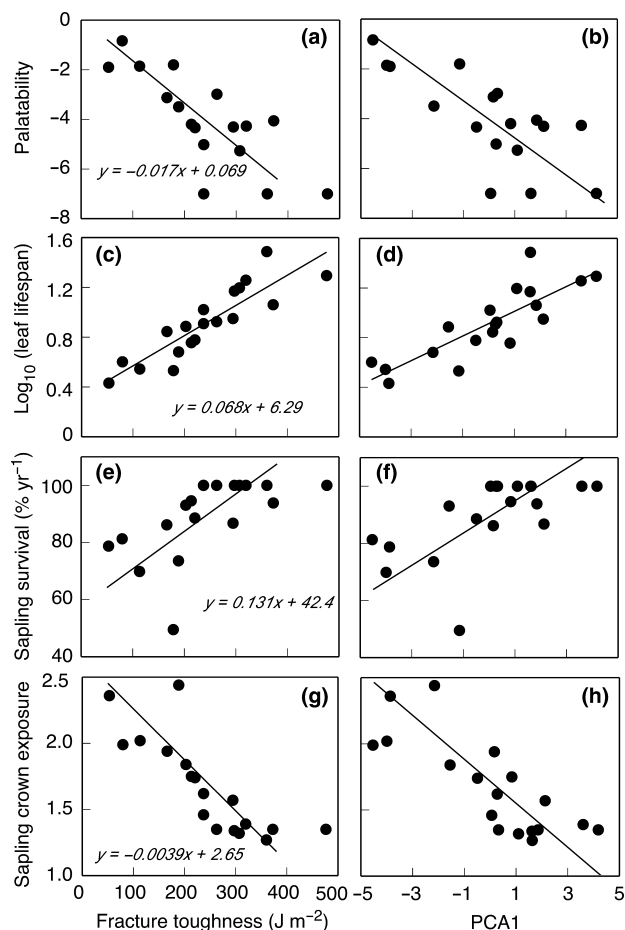 0
−2
−4
−6
−8
Palatability
(a)
y = −0.017x + 0.069
(b)
1.6
1.2
0.8
0.4
0
Log10 (leaf lifespan)
(c)
y = 0.068x + 6.29
(d)
100
80
60
40
Sapling survival (% yr−1)
(e)
y = 0.131x + 42.4
(f)
2.5
2.0
1.5
1.0
Sapling crown exposure
(g)
y = −0.0039x + 2.65
(h)
0 100 200 300 400 500
Fracture toughness (J m−2)
−5 −3 −1 1 3 5
PCA1